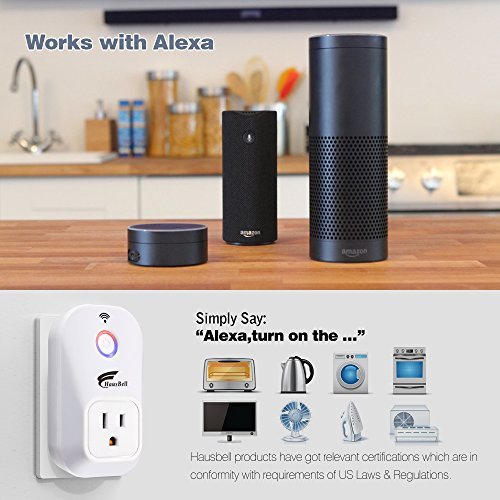 Works with Alexa
amazon
amazon
Simply Say:
“Alexa,turn on the ...”
HausBell
Hausbell products have got relevant certifications which are in
conformity with requirements of US Laws & Regulations.